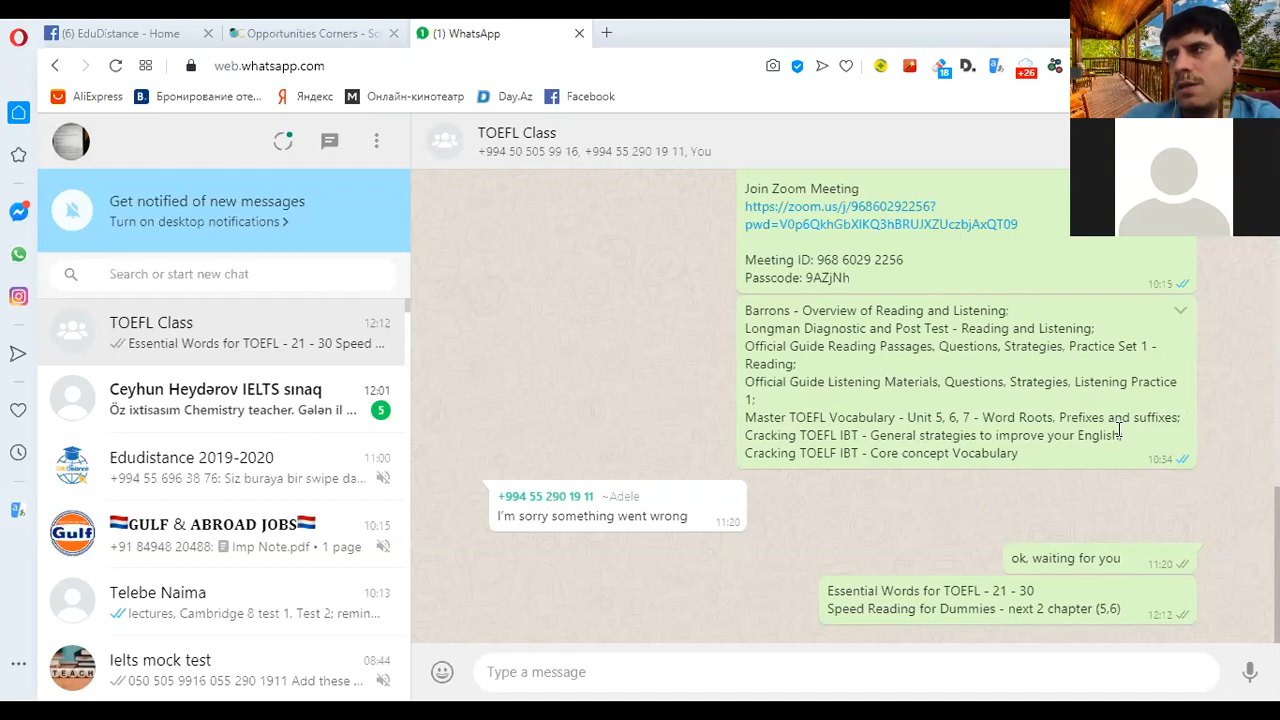 (6) EduDistance - Home
Opportunities Corners - Sc
(1) WhatsApp
web.whatsapp.com
18
D.
+26
AliExpress
Бронирование оте...
Яндекс
Онлайн-кинотеатр
Day.Az
Facebook
TOEFL Class
+994 50 505 99 16, +994 55 290 19 11, You
Get notified of new messages
Turn on desktop notifications >
Search or start new chat
TOEFL Class
12:12
Essential Words for TOEFL - 21 - 30 Speed ...
Ceyhun Heydərov IELTS sınaq
12:01
Öz ixtisasım Chemistry teacher. Gələn il ...
5
Edudistance 2019-2020
11:00
+994 55 696 38 76: Siz buraya bir swipe da...
GULF & ABROAD JOBS
10:15
Gulf
+91 84948 20488: Imp Note.pdf • 1 page
Telebe Naima
10:13
lectures, Cambridge 8 test 1, Test 2; remin...
Ielts mock test
08:44
TEACH
050 505 9916 055 290 1911 Add these ...
Join Zoom Meeting
https://zoom.us/j/96860292256?
Meeting ID: 968 6029 2256
Passcode: 9AZjNh
10:15
Barrons - Overview of Reading and Listening;
Longman Diagnostic and Post Test - Reading and Listening;
Official Guide Reading Passages, Questions, Strategies, Practice Set 1 -
Reading;
Official Guide Listening Materials, Questions, Strategies, Listening Practice
1;
Master TOEFL Vocabulary - Unit 5, 6, 7 - Word Roots, Prefixes and suffixes;
Cracking TOEFL IBT - General strategies to improve your English
Cracking TOELF IBT - Core concept Vocabulary
10:34
+994 55 290 19 11 ~Adele
I'm sorry something went wrong
11:20
ok, waiting for you
11:20
Essential Words for TOEFL - 21 - 30
Speed Reading for Dummies - next 2 chapter (5,6)
12:12
Type a message